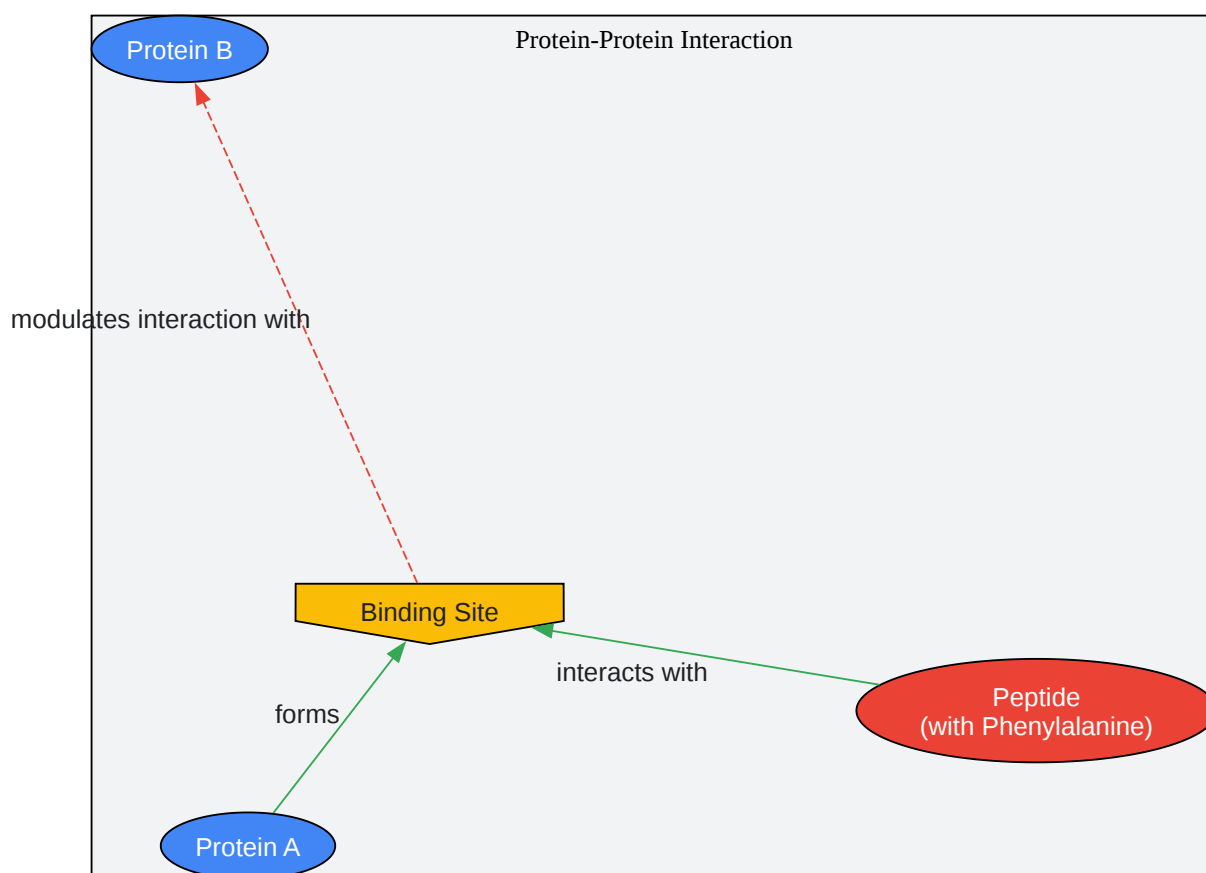 Protein-Protein Interaction
Protein B
modulates interaction with
Binding Site
interacts with
Peptide
(with Phenylalanine)
forms
Protein A